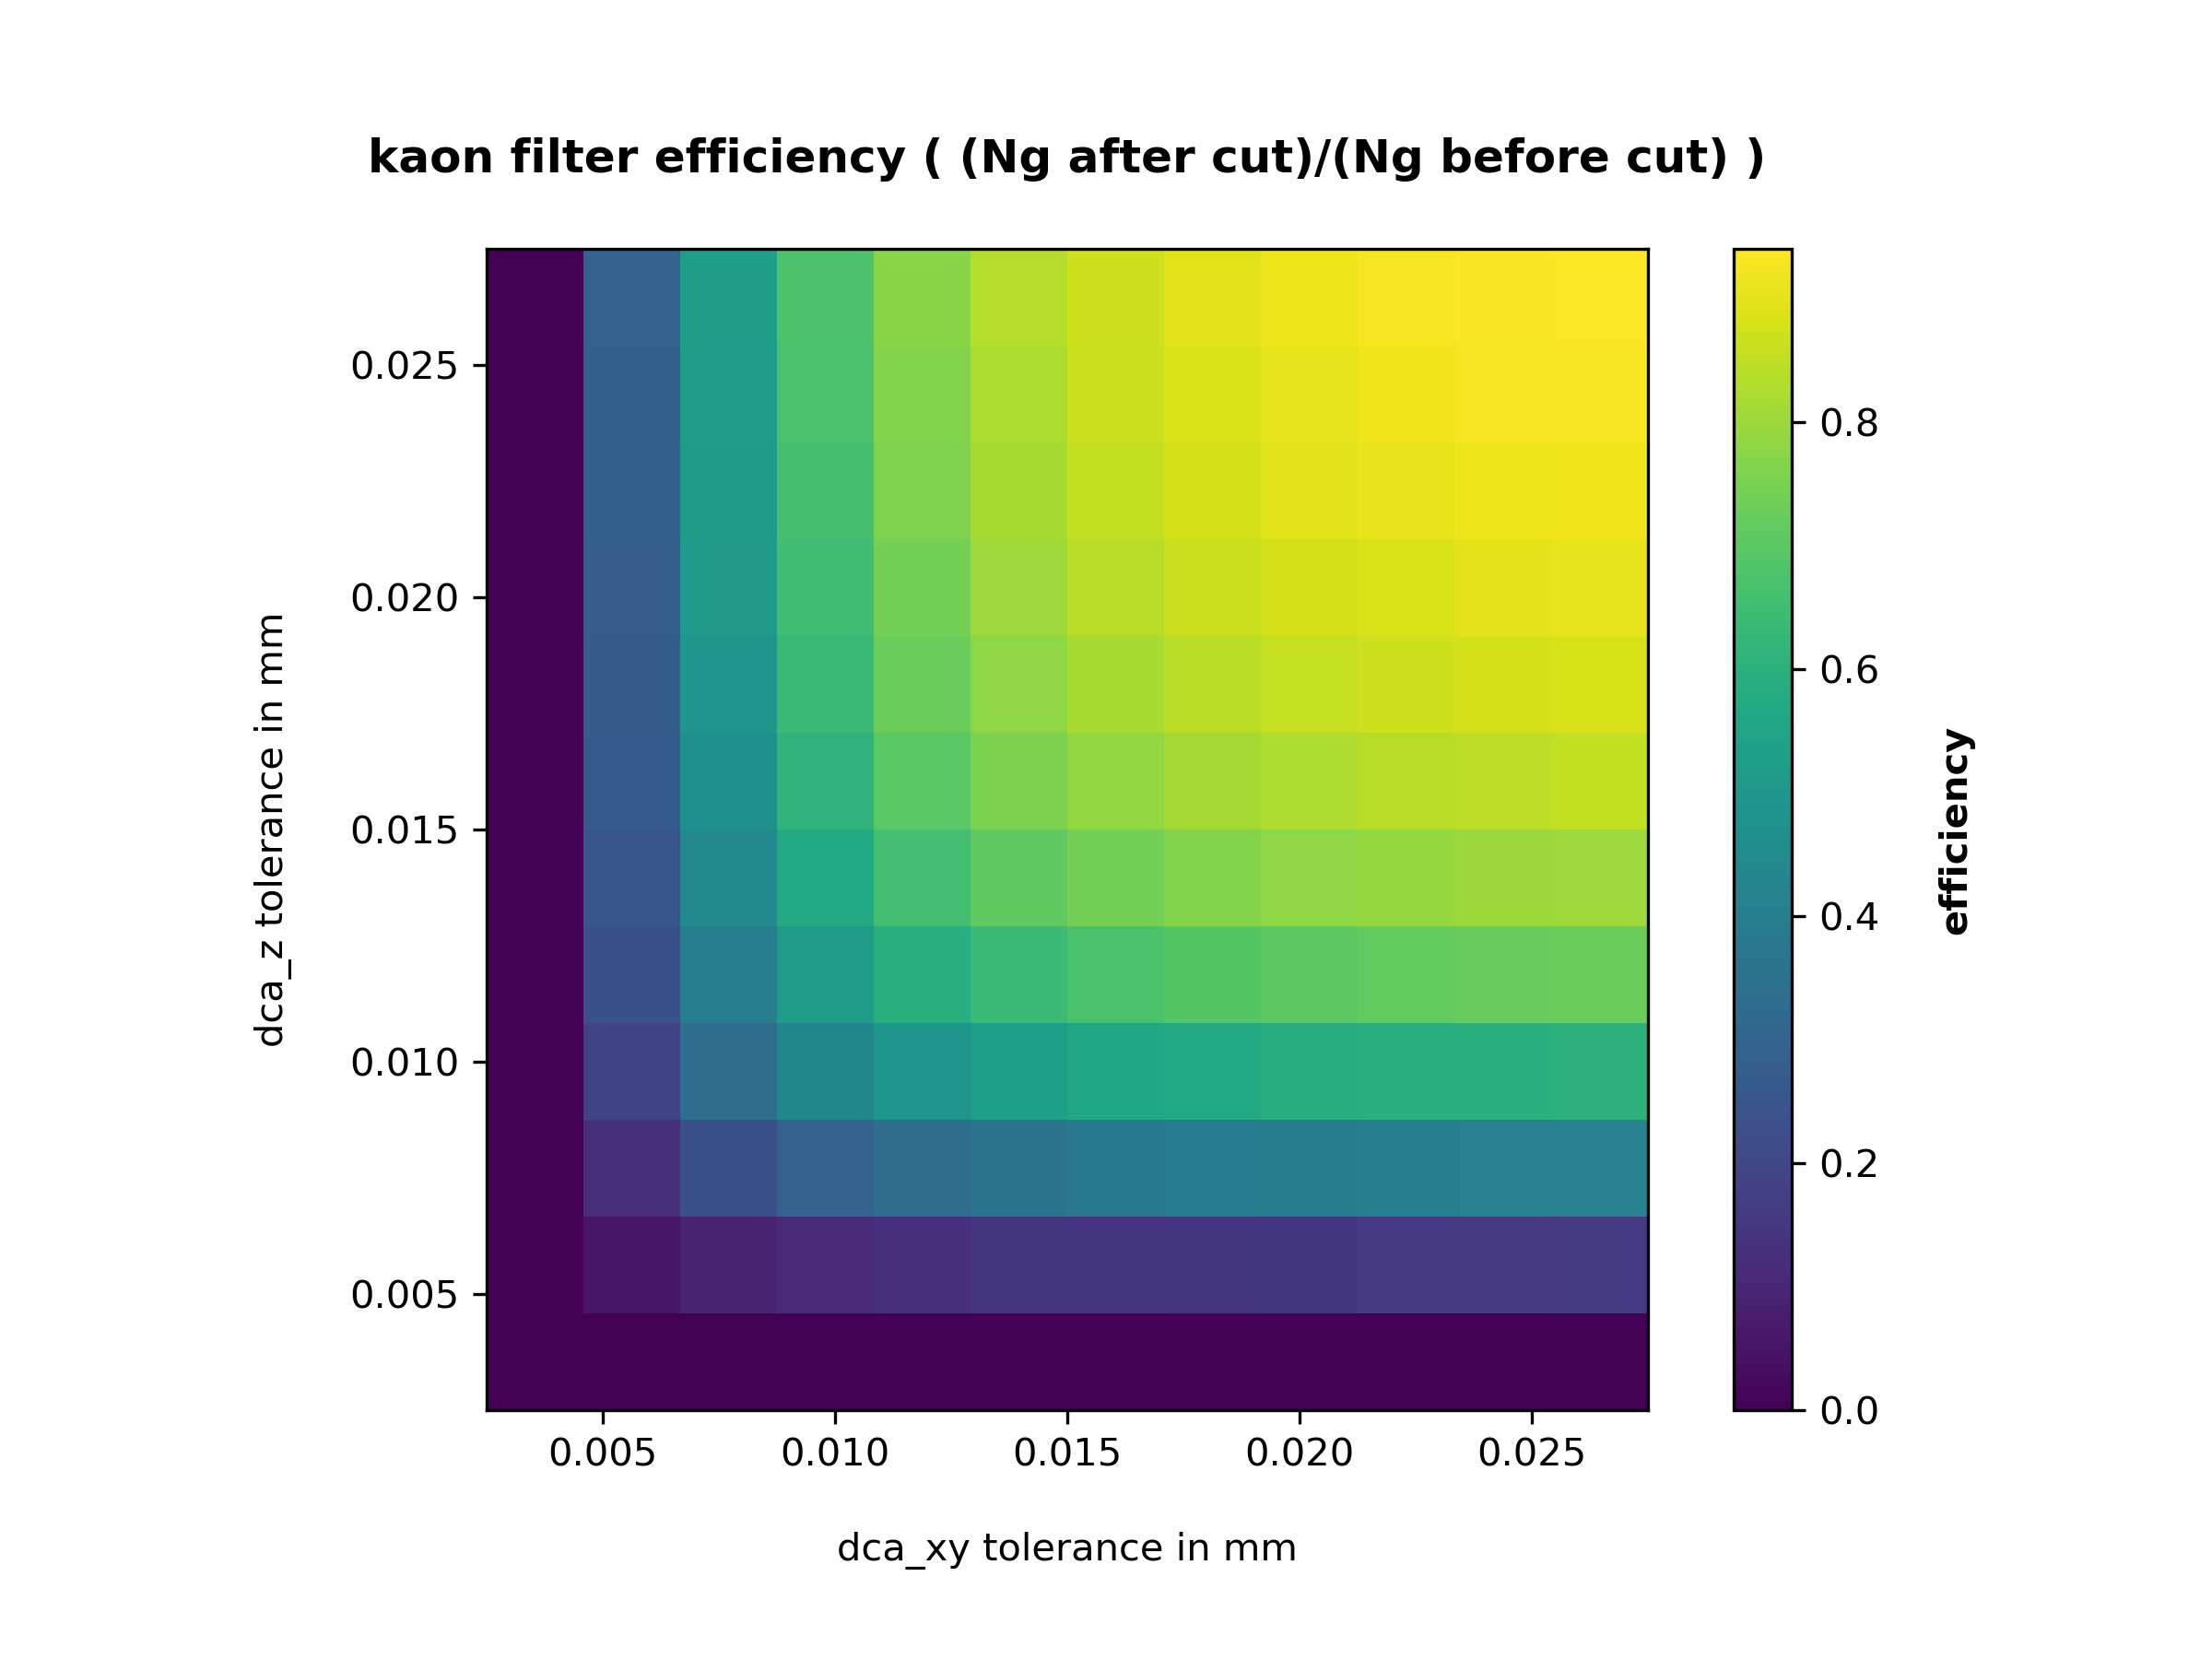 kaon filter efficiency ( (Ng after cut)/(Ng before cut) )
0.025
0.020
0.015
0.010
0.005
dca_z tolerance in mm
0.005 0.010 0.015 0.020 0.025
dca_xy tolerance in mm
0.8
0.6
0.4
0.2
0.0
efficiency